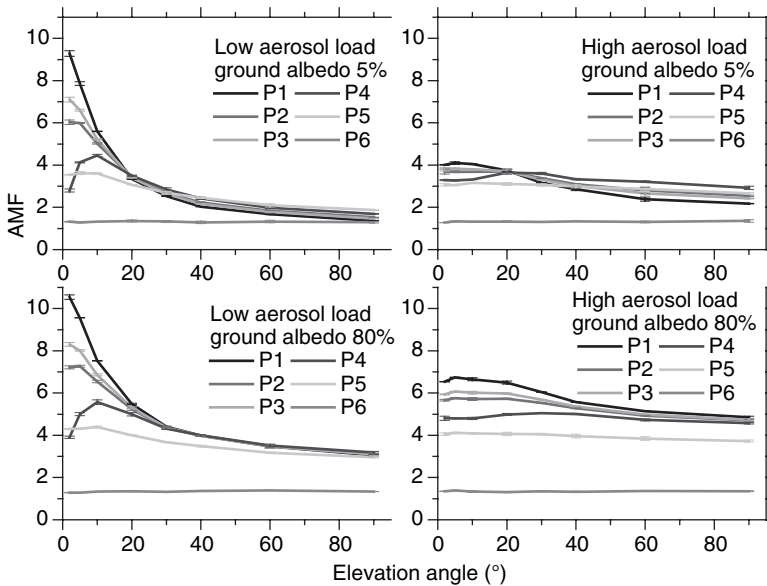 10
8
6
4
2
0
Low aerosol load
ground albedo 5%
P1 P4
P2 P5
P3 P6
0 20 40 60 80
10
8
6
4
2
0
High aerosol load
ground albedo 5%
P1 P4
P2 P5
P3 P6
0 20 40 60 80
AMF
10
8
6
4
2
0
Low aerosol load
ground albedo 80%
P1 P4
P2 P5
P3 P6
0 20 40 60 80
10
8
6
4
2
0
High aerosol load
ground albedo 80%
P1 P4
P2 P5
P3 P6
0 20 40 60 80
Elevation angle (°)